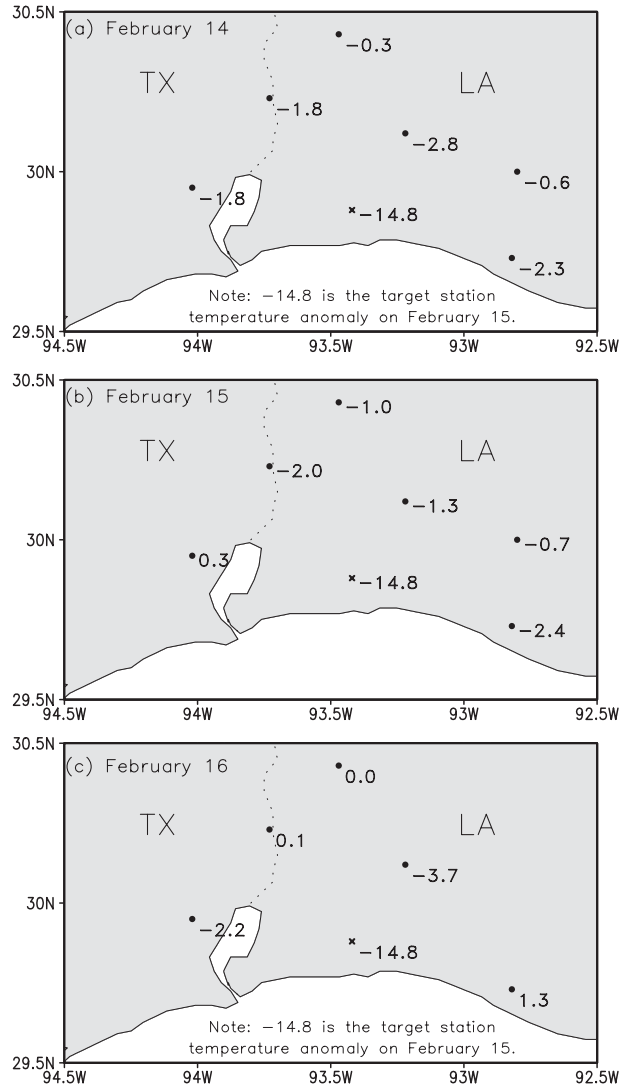 30.5N
(a) February 14
−0.3
TX
LA
−1.8
−2.8
30N
−0.6
−1.8
−14.8
−2.3
Note: −14.8 is the target station
temperature anomaly on February 15.
29.5N
94.5W 94W 93.5W 93W 92.5W
30.5N
(b) February 15
−1.0
TX
LA
−2.0
−1.3
30N
−0.7
0.3
−14.8
−2.4
29.5N
94.5W 94W 93.5W 93W 92.5W
30.5N
(c) February 16
0.0
TX
LA
0.1
−3.7
30N
−2.2
−14.8
1.3
Note: −14.8 is the target station
temperature anomaly on February 15.
29.5N
94.5W 94W 93.5W 93W 92.5W